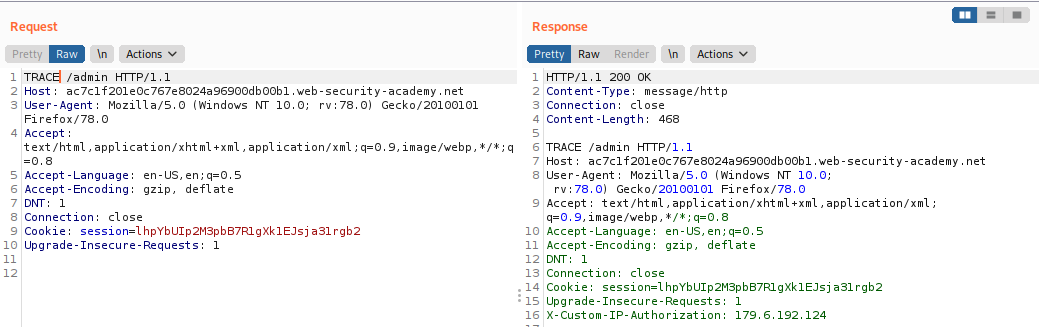 Request
Pretty Raw \n Actions
1 TRACE /admin HTTP/1.1
2 Host: ac7c1f201e0c767e8024a96900db00b1.web-security-academy.net
3 User-Agent: Mozilla/5.0 (Windows NT 10.0; rv:78.0) Gecko/20100101
Firefox/78.0
4 Accept:
text/html,application/xhtml+xml,application/xml;q=0.9,image/webp,*/*;q
=0.8
5 Accept-Language: en-US,en;q=0.5
6 Accept-Encoding: gzip, deflate
7 DNT: 1
8 Connection: close
9 Cookie: session=lhpYbUIp2M3pbB7R1gXk1EJsja31rgb2
10 Upgrade-Insecure-Requests: 1
11
12
Response
Pretty Raw Render \n Actions
1 HTTP/1.1 200 OK
2 Content-Type: message/http
3 Connection: close
4 Content-Length: 468
5
6 TRACE /admin HTTP/1.1
7 Host: ac7c1f201e0c767e8024a96900db00b1.web-security-academy.net
8 User-Agent: Mozilla/5.0 (Windows NT 10.0;
rv:78.0) Gecko/20100101 Firefox/78.0
9 Accept: text/html,application/xhtml+xml,application/xml;
q=0.9,image/webp,*/*;q=0.8
10 Accept-Language: en-US,en;q=0.5
11 Accept-Encoding: gzip, deflate
12 DNT: 1
13 Connection: close
14 Cookie: session=lhpYbUIp2M3pbB7R1gXk1EJsja31rgb2
15 Upgrade-Insecure-Requests: 1
16 X-Custom-IP-Authorization: 179.6.192.124